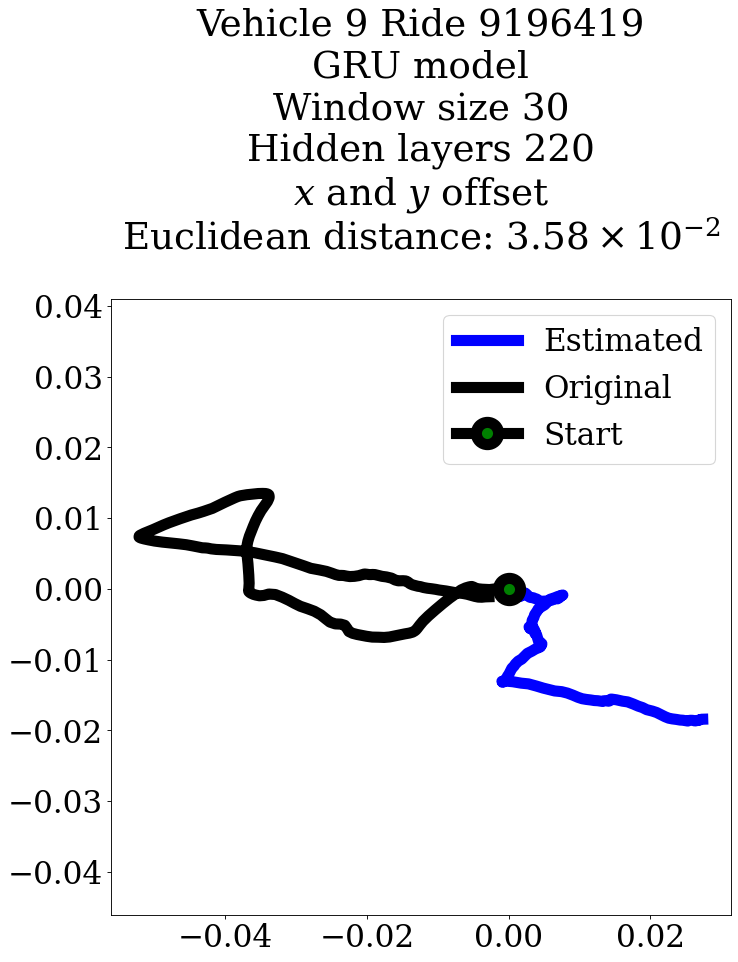 Vehicle 9 Ride 9196419
GRU model
Window size 30
Hidden layers 220
x and y offset
Euclidean distance: 3.58 × 10⁻²
Estimated
Original
Start
0.04
0.03
0.02
0.01
0.00
−0.01
−0.02
−0.03
−0.04
−0.04 −0.02 0.00 0.02